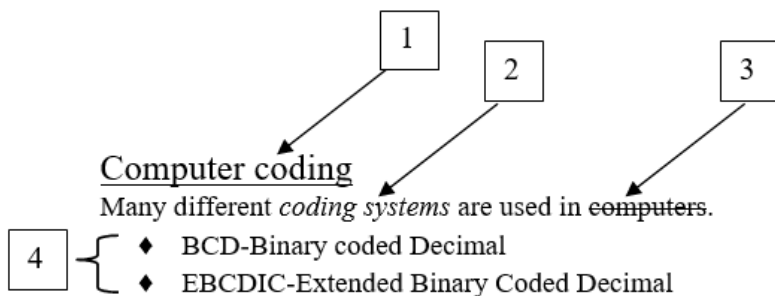 1
2
3
Computer coding
Many different coding systems are used in computers.
4
♦ BCD-Binary coded Decimal
♦ EBCDIC-Extended Binary Coded Decimal